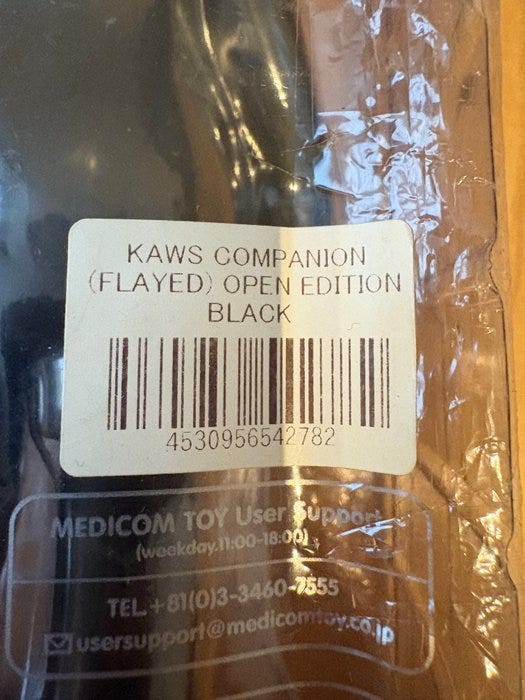 KAWS COMPANION
(FLAYED) OPEN EDITION
BLACK
4530956542782
MEDICOM TOY User Support
(weekday.11:00-18:00)
TEL.+81(0)3-3460-7555
usersupport@medicomtoy.co.jp